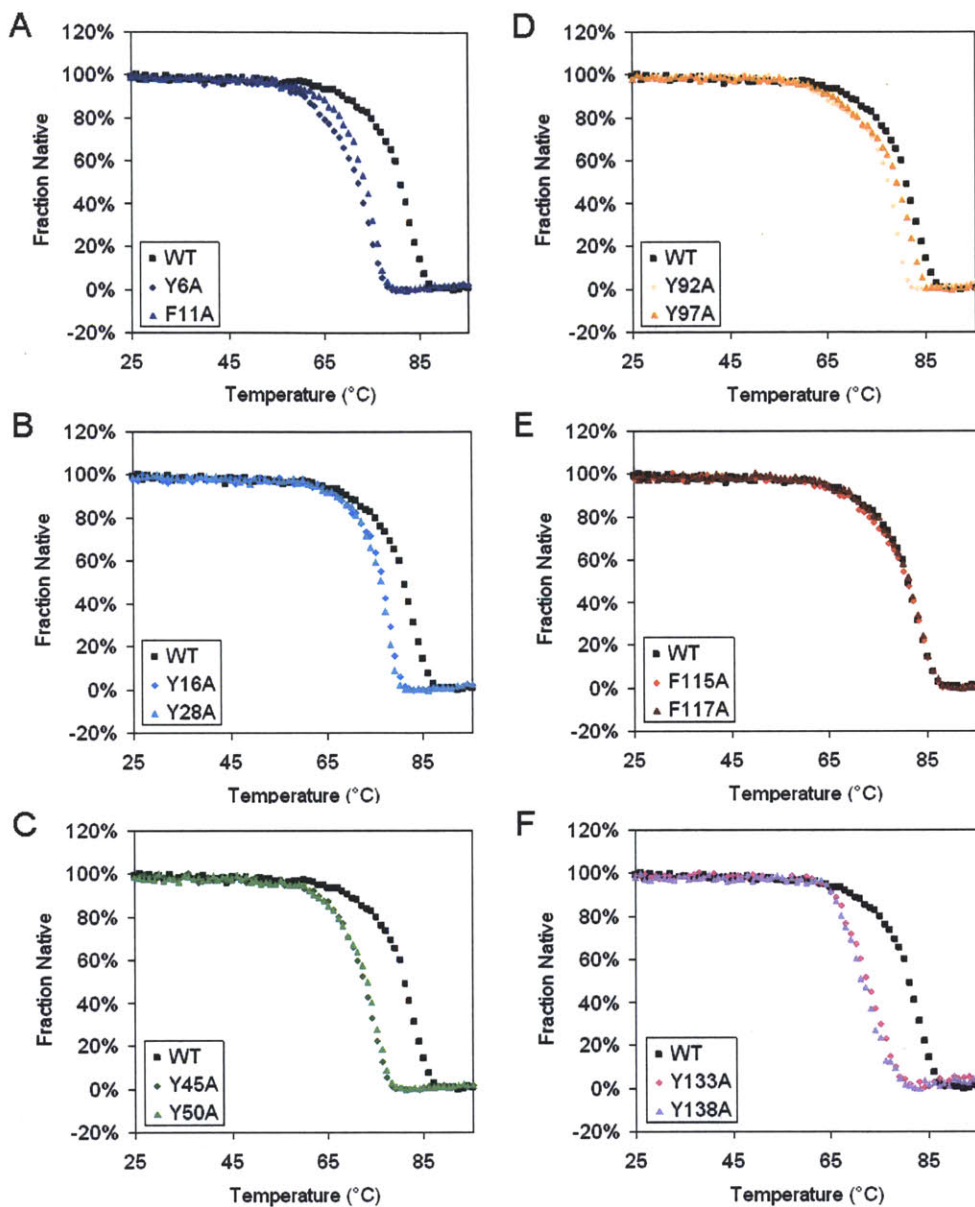 A
120%
100%
80%
60%
40%
20%
0%
-20%
Fraction Native
WT
Y6A
F11A
25 45 65 85
Temperature (°C)
D
120%
100%
80%
60%
40%
20%
0%
-20%
Fraction Native
WT
Y92A
Y97A
25 45 65 85
Temperature (°C)
B
120%
100%
80%
60%
40%
20%
0%
-20%
Fraction Native
WT
Y16A
Y28A
25 45 65 85
Temperature (°C)
E
120%
100%
80%
60%
40%
20%
0%
-20%
Fraction Native
WT
F115A
F117A
25 45 65 85
Temperature (°C)
C
120%
100%
80%
60%
40%
20%
0%
-20%
Fraction Native
WT
Y45A
Y50A
25 45 65 85
Temperature (°C)
F
120%
100%
80%
60%
40%
20%
0%
-20%
Fraction Native
WT
Y133A
Y138A
25 45 65 85
Temperature (°C)